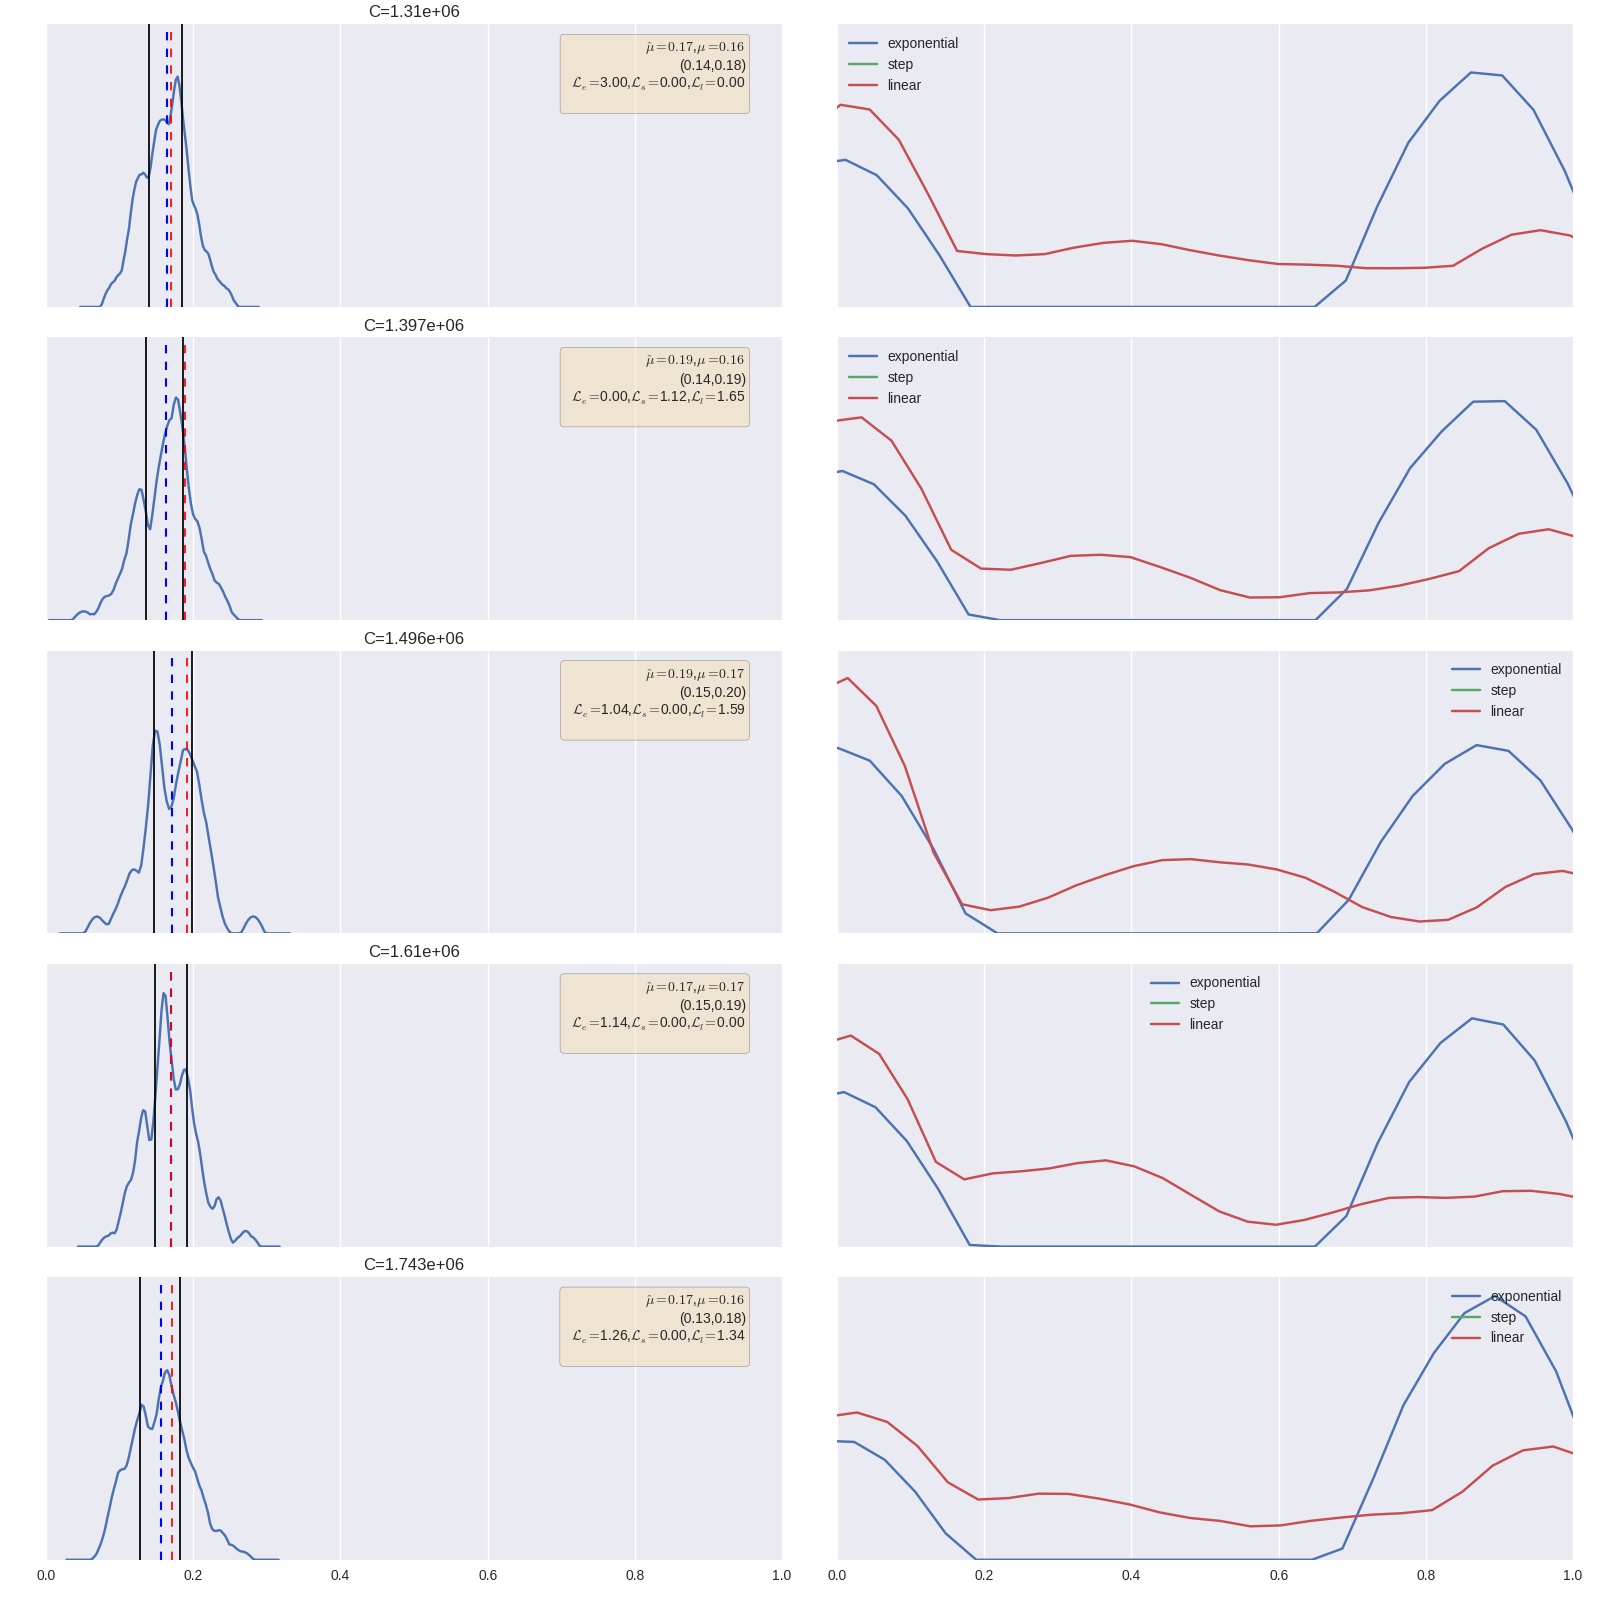 C=1.31e+06
μ̂=0.17,μ=0.16
(0.14,0.18)
ℒₑ=3.00,ℒₛ=0.00,ℒₗ=0.00
exponential
step
linear
C=1.397e+06
μ̂=0.19,μ=0.16
(0.14,0.19)
ℒₑ=0.00,ℒₛ=1.12,ℒₗ=1.65
exponential
step
linear
C=1.496e+06
μ̂=0.19,μ=0.17
(0.15,0.20)
ℒₑ=1.04,ℒₛ=0.00,ℒₗ=1.59
exponential
step
linear
C=1.61e+06
μ̂=0.17,μ=0.17
(0.15,0.19)
ℒₑ=1.14,ℒₛ=0.00,ℒₗ=0.00
exponential
step
linear
C=1.743e+06
μ̂=0.17,μ=0.16
(0.13,0.18)
ℒₑ=1.26,ℒₛ=0.00,ℒₗ=1.34
exponential
step
linear
0.0 0.2 0.4 0.6 0.8 1.0
0.0 0.2 0.4 0.6 0.8 1.0